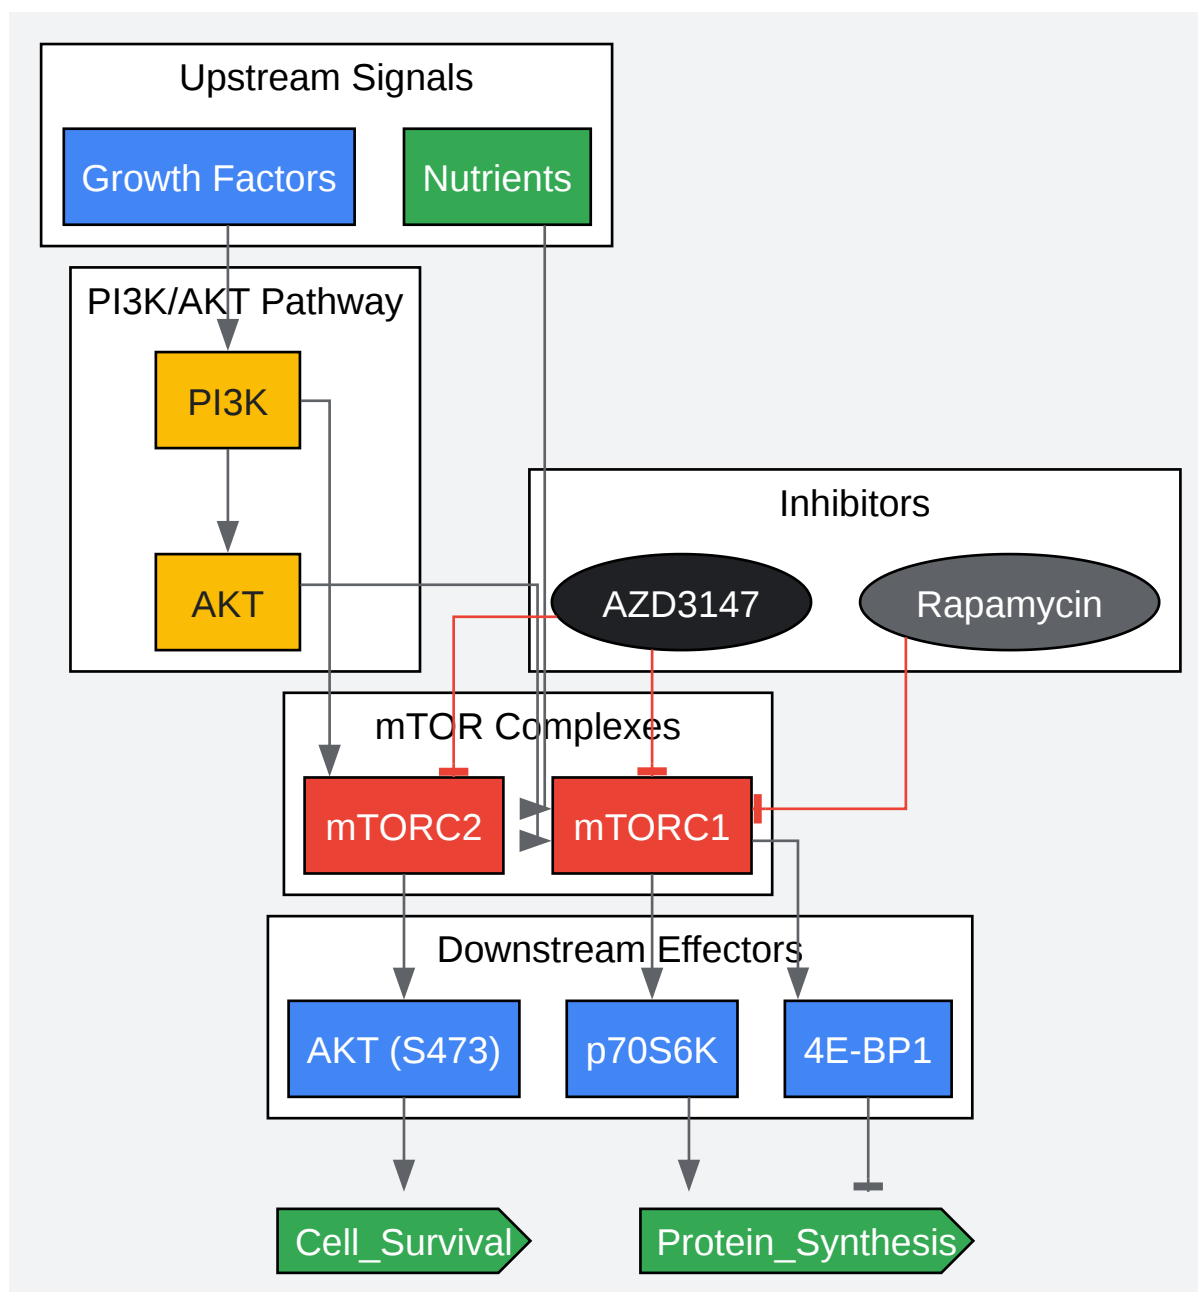 Upstream Signals
Growth Factors
Nutrients
PI3K/AKT Pathway
PI3K
Inhibitors
AKT
AZD3147
Rapamycin
mTOR Complexes
mTORC2
mTORC1
Downstream Effectors
AKT (S473)
p70S6K
4E-BP1
Cell_Survival
Protein_Synthesis